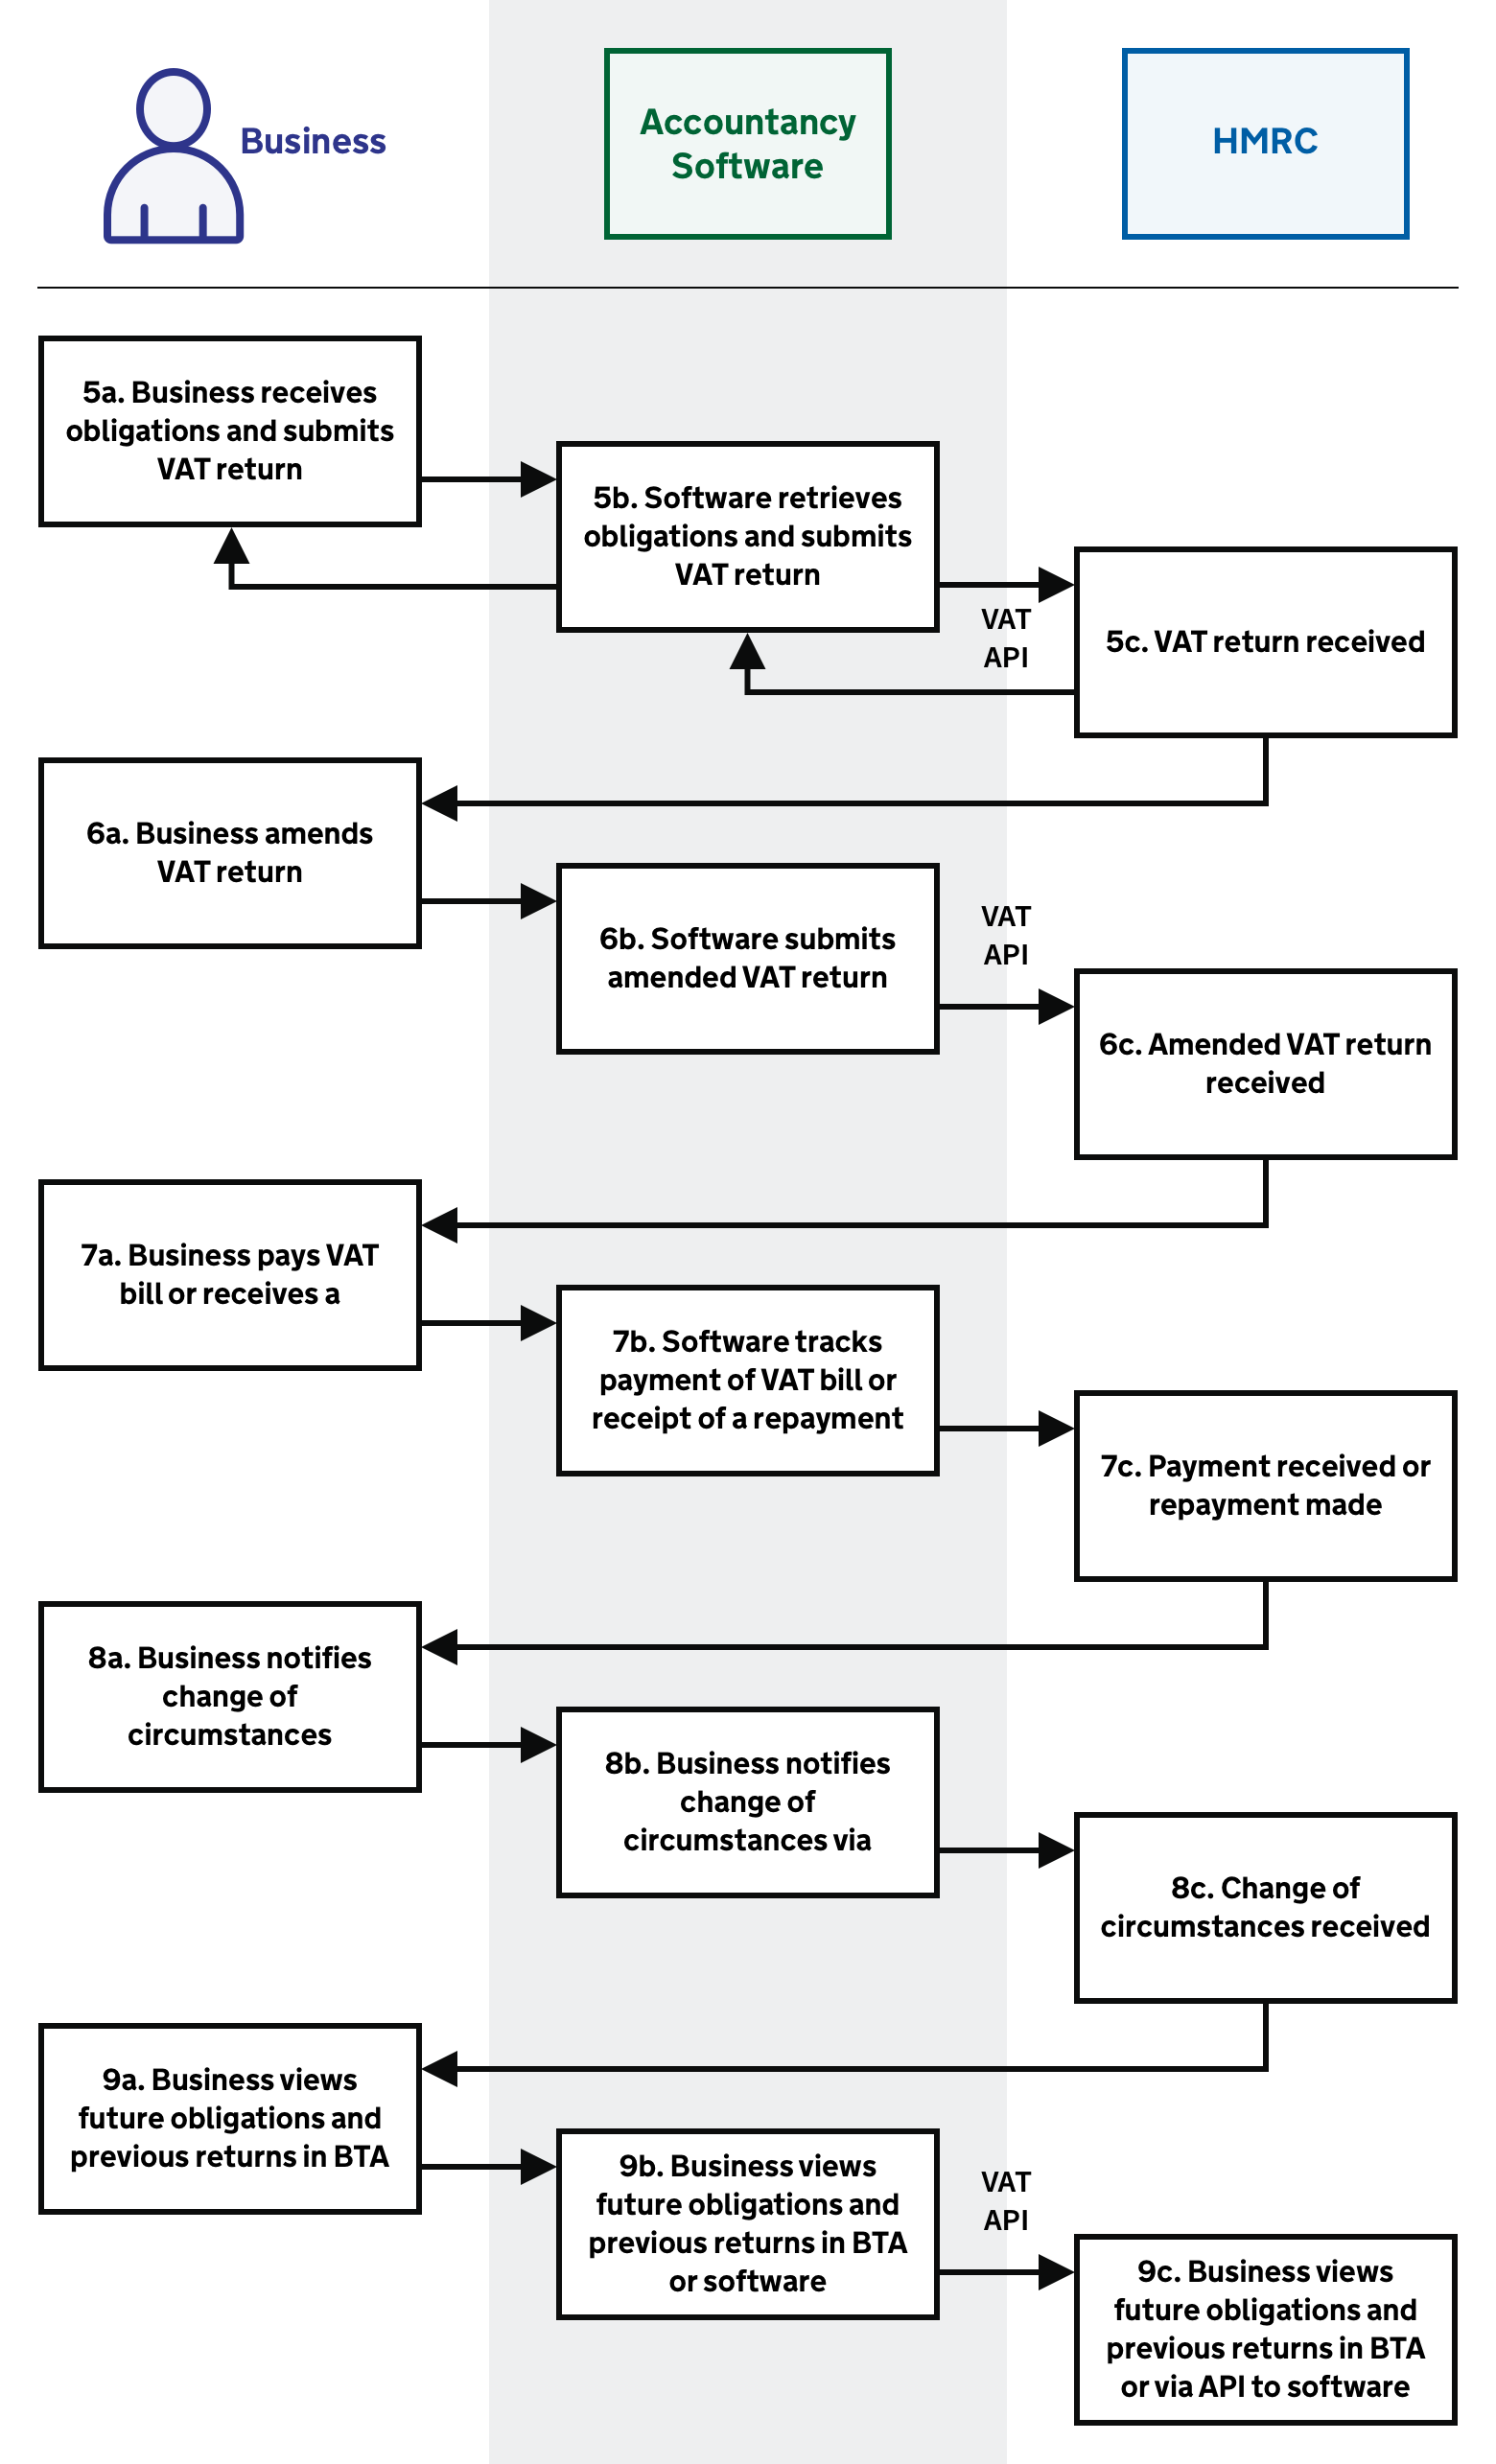 Business
Accountancy
Software
HMRC
5a. Business receives
obligations and submits
VAT return
5b. Software retrieves
obligations and submits
VAT return
VAT
API
5c. VAT return received
6a. Business amends
VAT return
6b. Software submits
amended VAT return
VAT
API
6c. Amended VAT return
received
7a. Business pays VAT
bill or receives a
7b. Software tracks
payment of VAT bill or
receipt of a repayment
7c. Payment received or
repayment made
8a. Business notifies
change of
circumstances
8b. Business notifies
change of
circumstances via
8c. Change of
circumstances received
9a. Business views
future obligations and
previous returns in BTA
9b. Business views
future obligations and
previous returns in BTA
or software
VAT
API
9c. Business views
future obligations and
previous returns in BTA
or via API to software